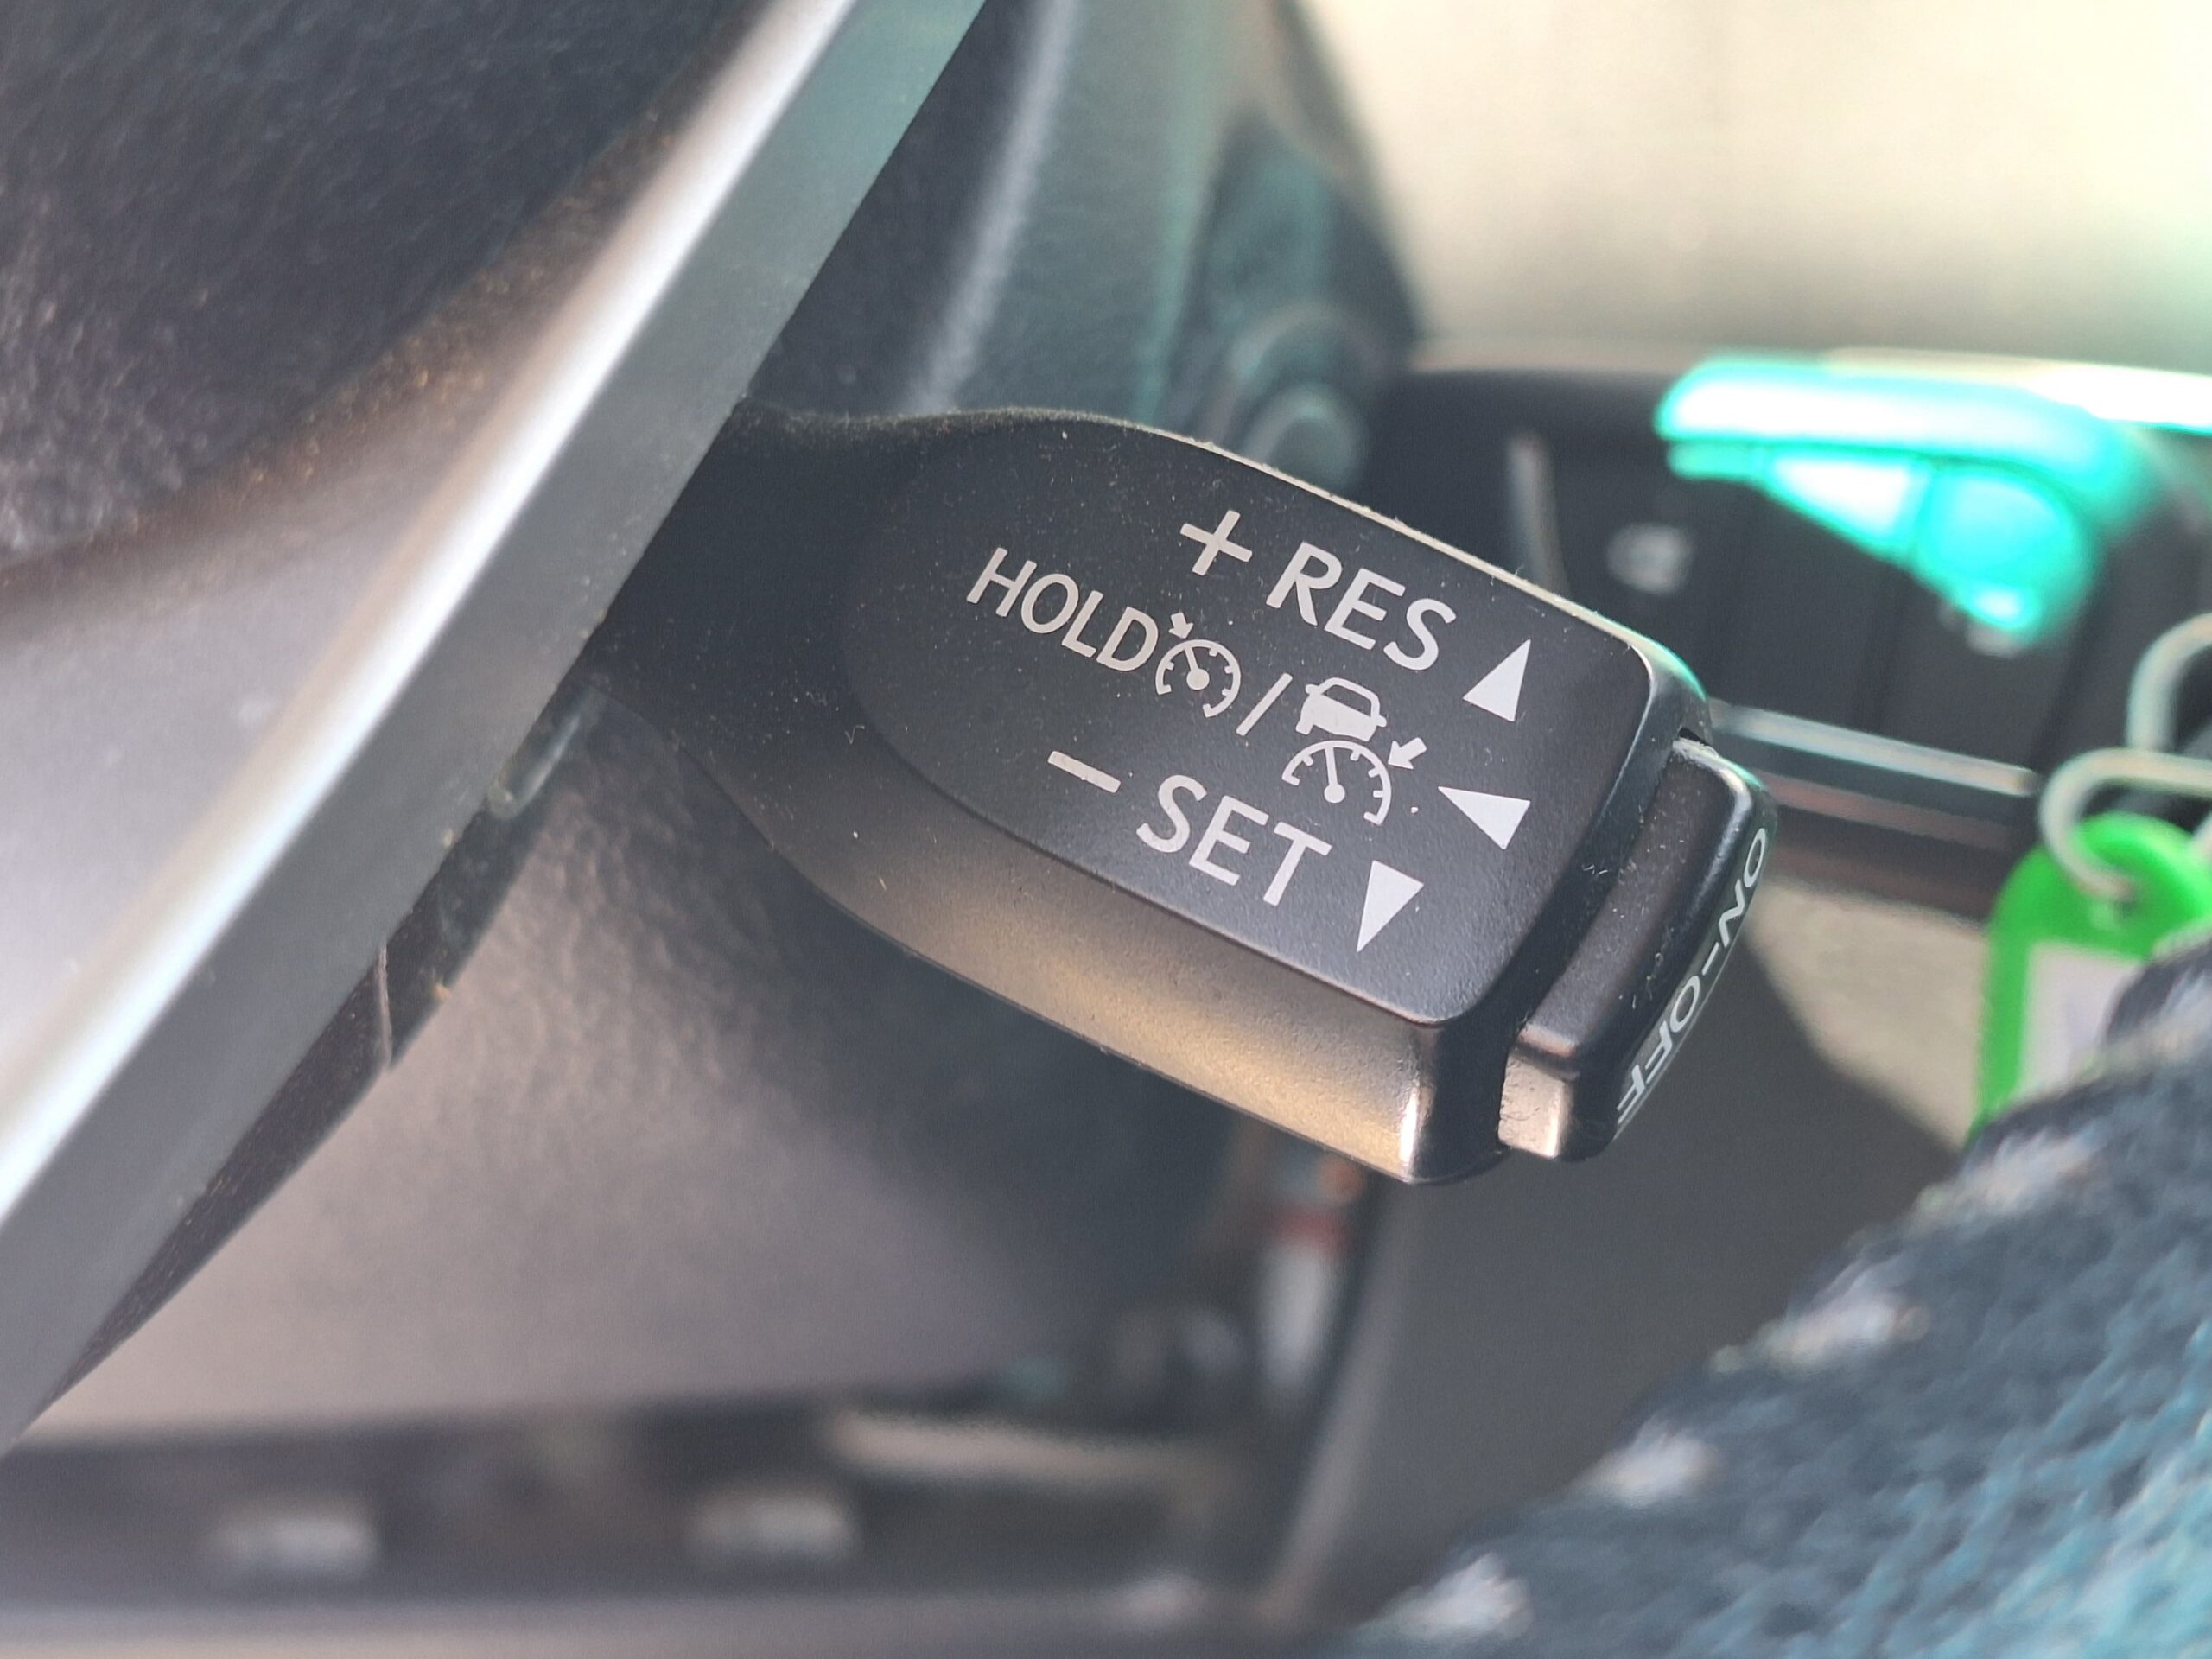 + RES
HOLD /
− SET
ON-OFF